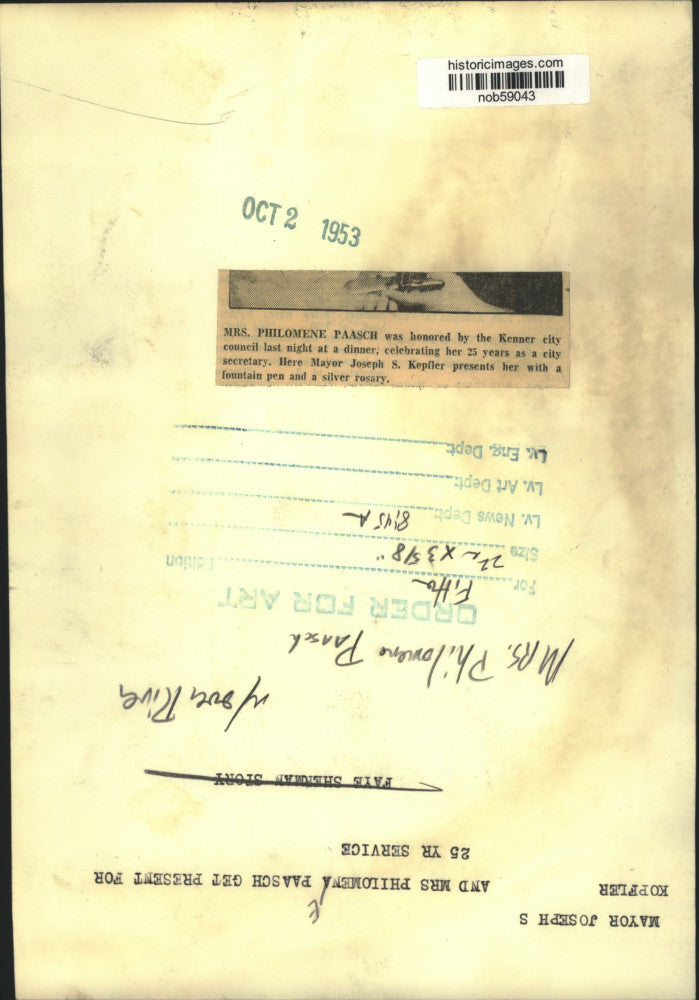 historicimages.com
nob59043
OCT 2 1953
MRS. PHILOMENE PAASCH was honored by the Kenner city
council last night at a dinner, celebrating her 25 years as a city
secretary. Here Mayor Joseph S. Kepfler presents her with a
fountain pen and a silver rosary.
MAYOR JOSEPH S
KOPFLER
AND MRS PHILOMENA PAASCH GET PRESENT FOR
E
25 YR SERVICE
FAYE SHERMAN STORY
Mrs. Philomene Paasch
ORDER FOR ART
For Edition
Size
Lv. News Dept. 8:45 A
Lv. Art Dept.
Lv. Eng. Dept.